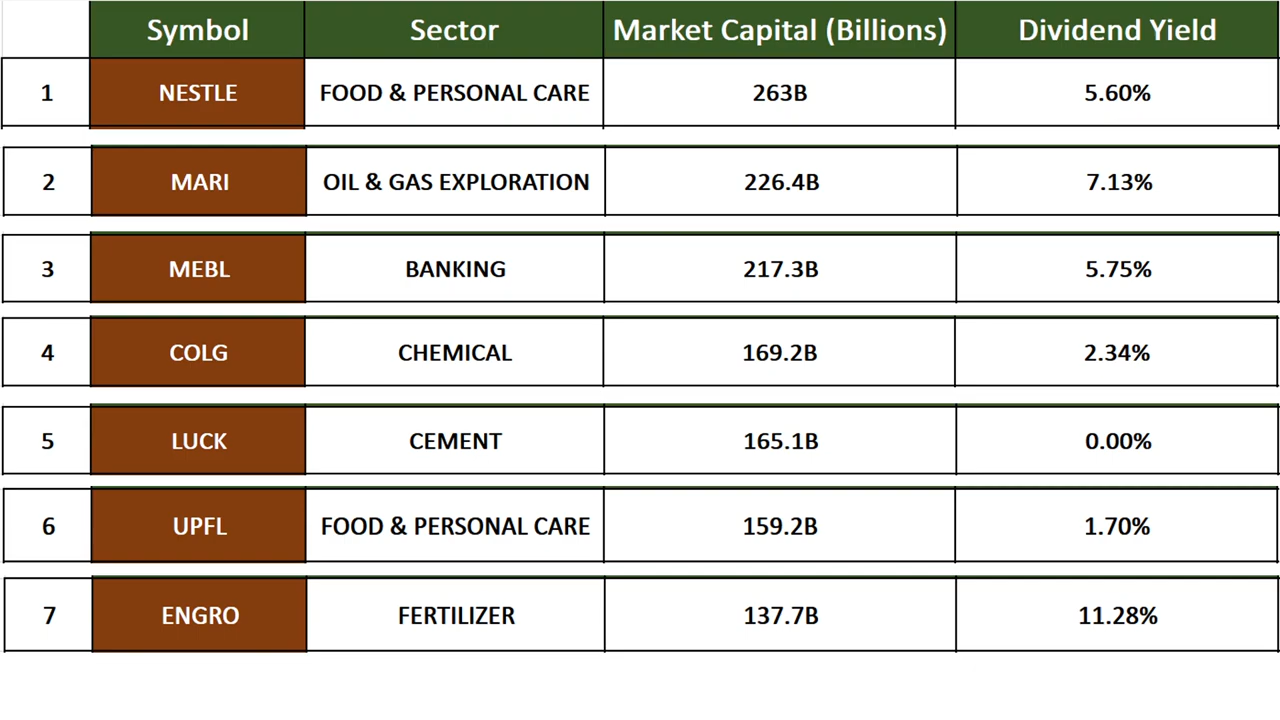 Symbol Sector Market Capital (Billions) Dividend Yield
1 NESTLE FOOD & PERSONAL CARE 263B 5.60%
2 MARI OIL & GAS EXPLORATION 226.4B 7.13%
3 MEBL BANKING 217.3B 5.75%
4 COLG CHEMICAL 169.2B 2.34%
5 LUCK CEMENT 165.1B 0.00%
6 UPFL FOOD & PERSONAL CARE 159.2B 1.70%
7 ENGRO FERTILIZER 137.7B 11.28%